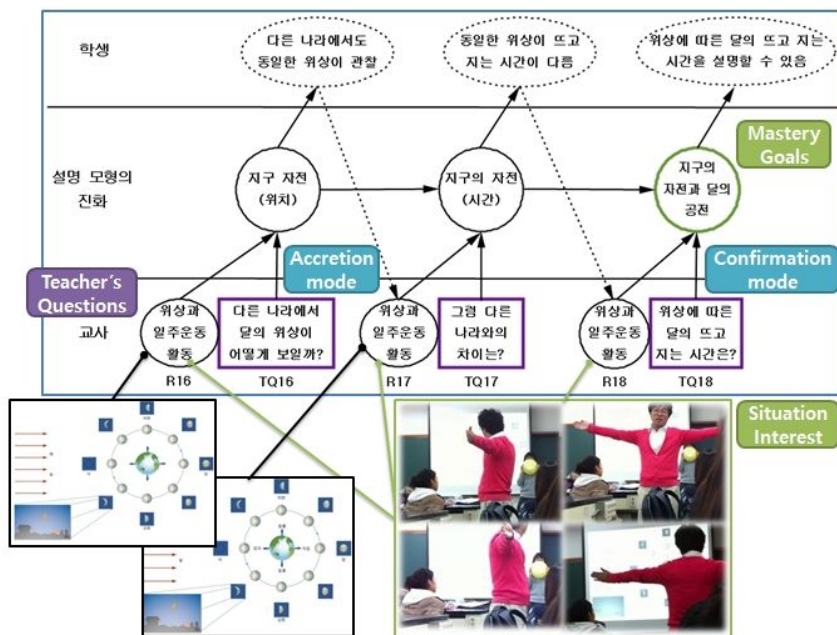 학생
다른 나라에서도
동일한 위상이 관찰
동일한 위상이 뜨고
지는 시간이 다름
위상에 따른 달의 뜨고 지는
시간을 설명할 수 있음
Mastery
Goals
설명 모형의
진화
지구 자전
(위치)
지구의 자전
(시간)
지구의
자전과 달의
공전
Teacher's
Questions
Accretion
mode
Confirmation
mode
교사
위상과
일주운동
활동
다른 나라에서
달의 위상이
어떻게 보일까?
위상과
일주운동
활동
그럼 다른
나라와의
차이는?
위상과
일주운동
활동
위상에 따른
달의 뜨고
지는 시간은?
R16
TQ16
R17
TQ17
R18
TQ18
Situation
Interest